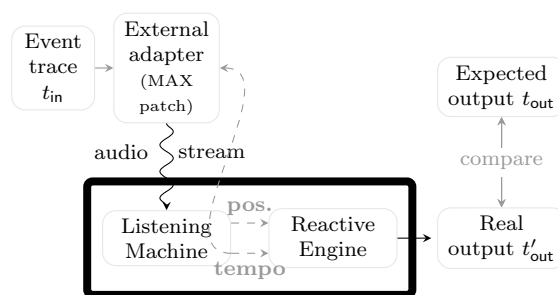 Event
trace
t_in
External
adapter
(MAX
patch)
Expected
output t_out
audio stream
compare
pos.
Listening
Machine
Reactive
Engine
tempo
Real
output t'_out